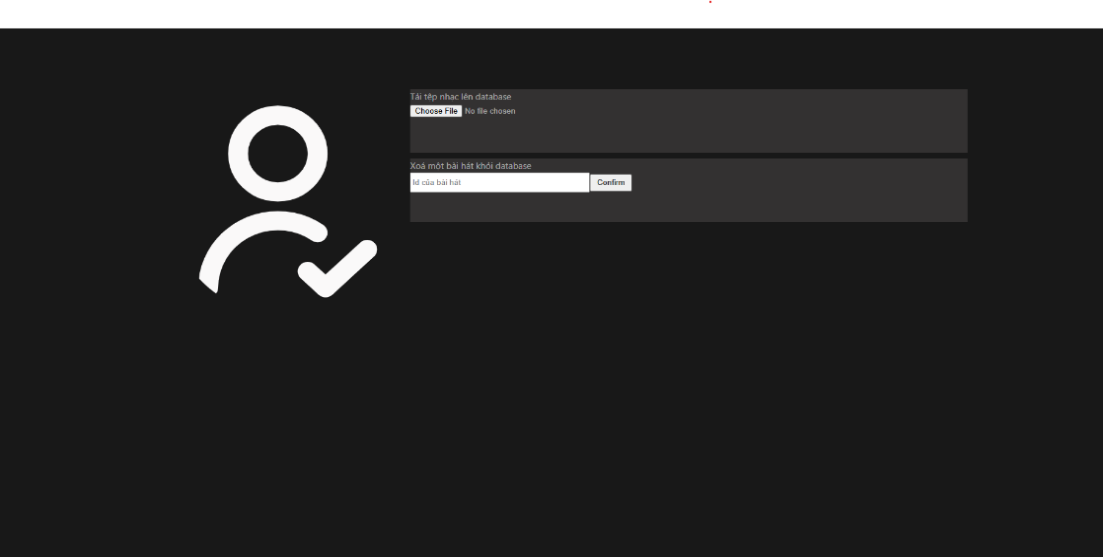 Tải tệp nhạc lên database
Choose File No file chosen
Xoá một bài hát khỏi database
Id của bài hát Confirm